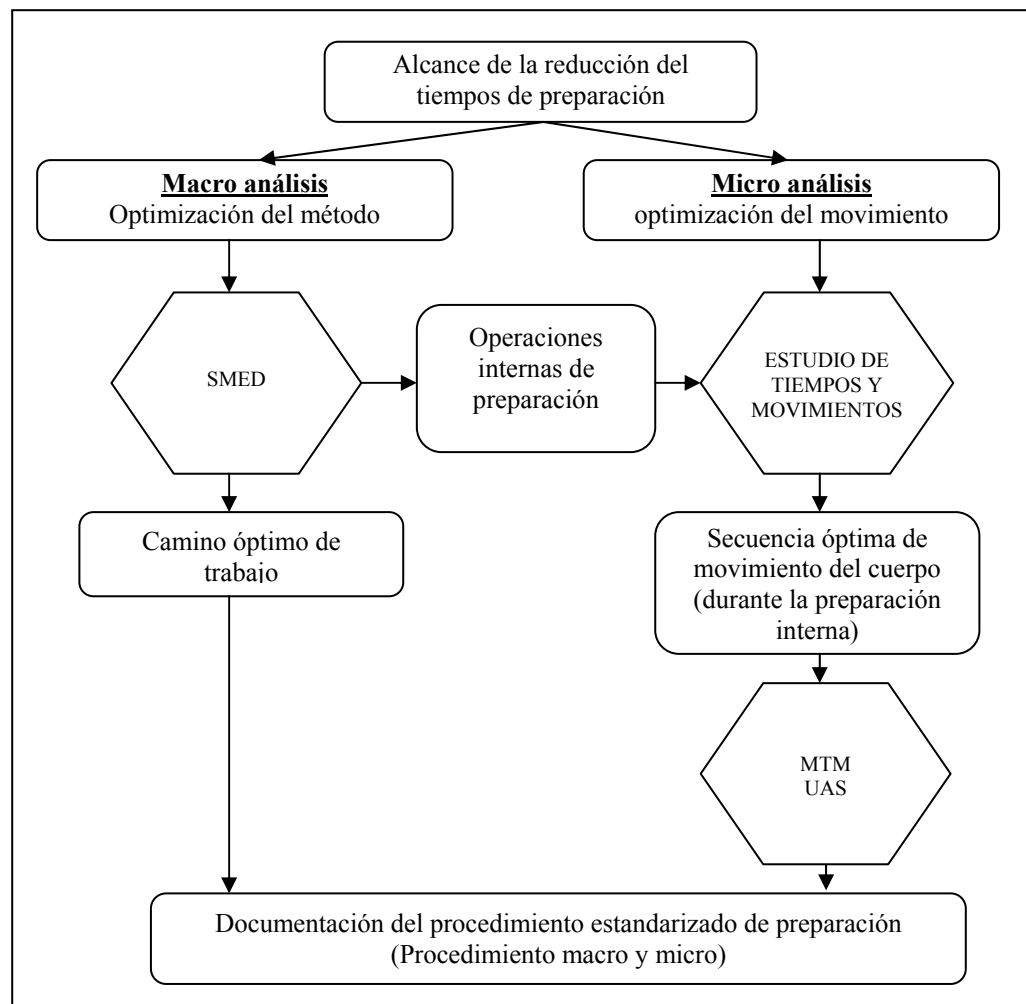 Alcance de la reducción del
tiempos de preparación
Macro análisis
Optimización del método
Micro análisis
optimización del movimiento
SMED
Operaciones
internas de
preparación
ESTUDIO DE
TIEMPOS Y
MOVIMIENTOS
Camino óptimo de
trabajo
Secuencia óptima de
movimiento del cuerpo
(durante la preparación
interna)
MTM
UAS
Documentación del procedimiento estandarizado de preparación
(Procedimiento macro y micro)